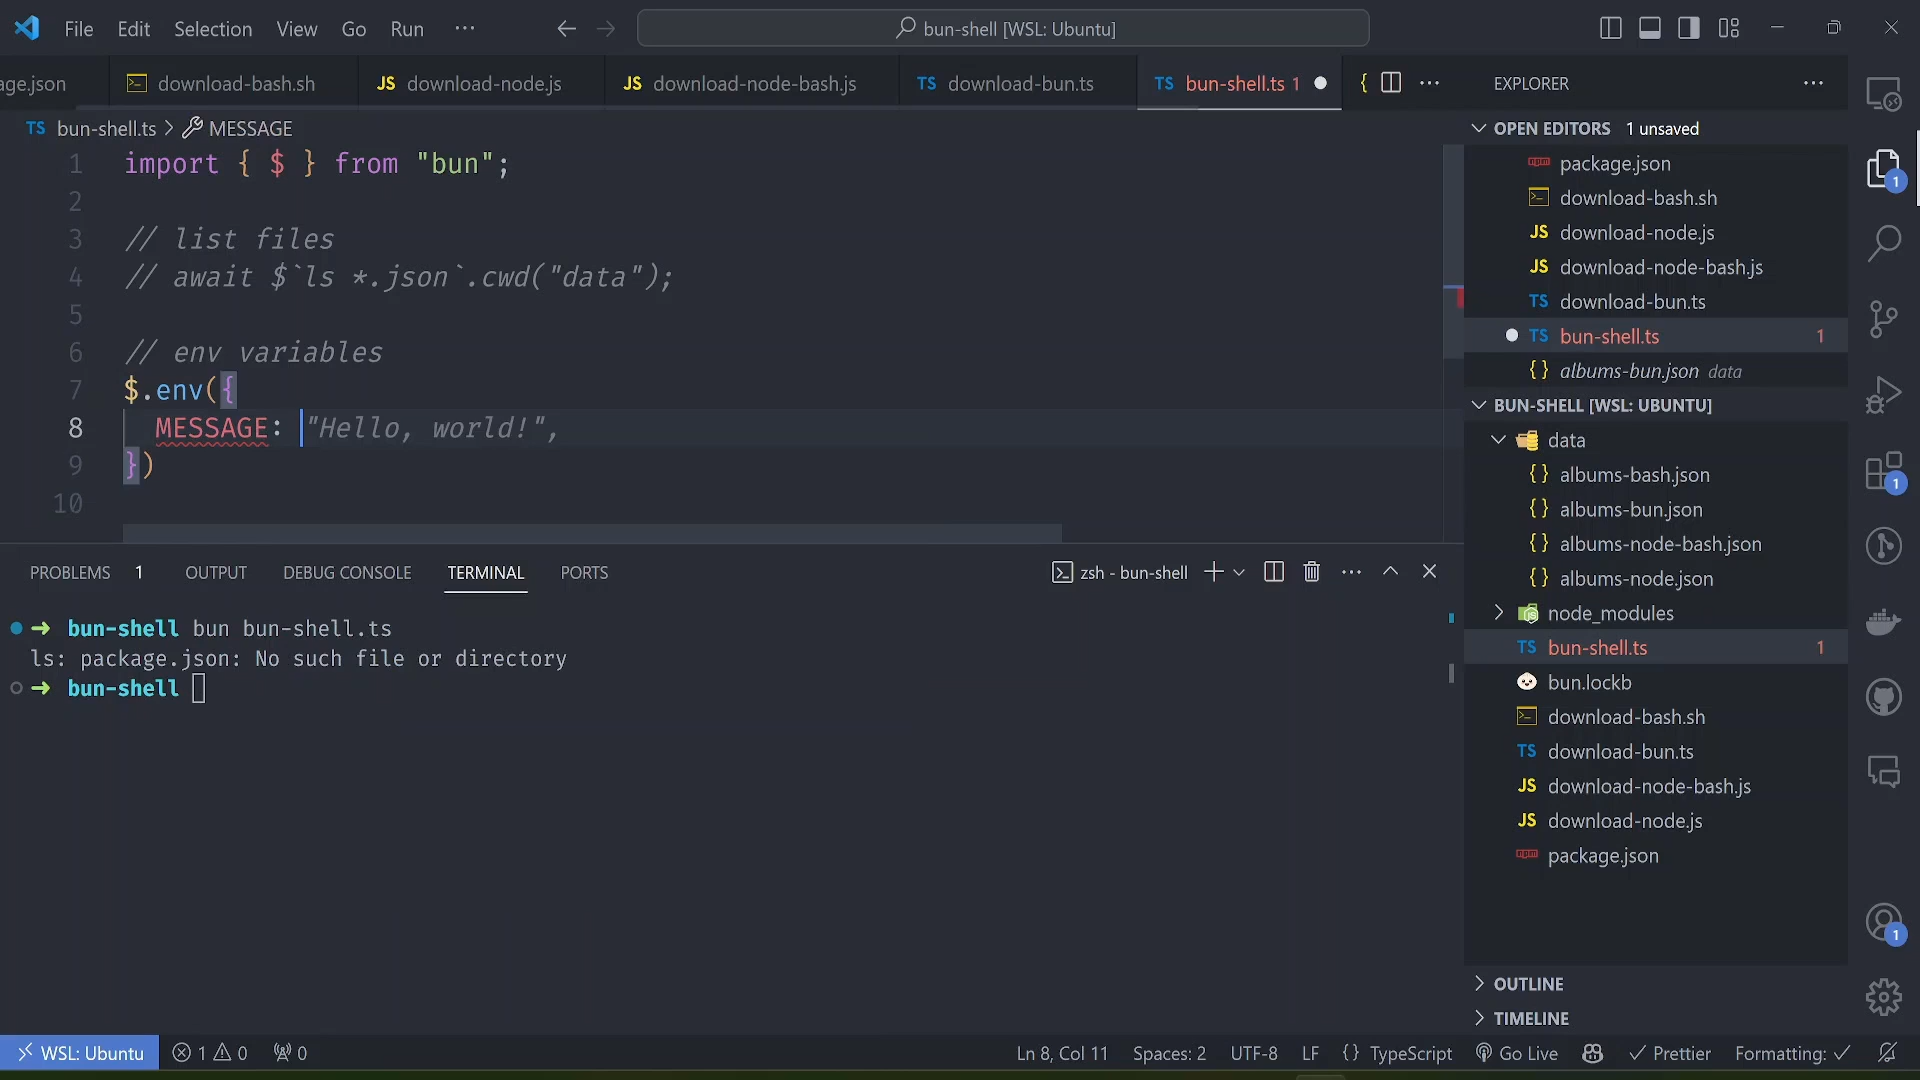 File Edit Selection View Go Run ···
bun-shell [WSL: Ubuntu]
age.json
download-bash.sh
JS download-node.js
JS download-node-bash.js
TS download-bun.ts
TS bun-shell.ts 1
{
TS bun-shell.ts > MESSAGE
1 import { $ } from "bun";
2
3 // list files
4 // await $`ls *.json`.cwd("data");
5
6 // env variables
7 $.env({
8 MESSAGE: "Hello, world!",
9 })
10
PROBLEMS 1 OUTPUT DEBUG CONSOLE TERMINAL PORTS
zsh - bun-shell
➜ bun-shell bun bun-shell.ts
ls: package.json: No such file or directory
➜ bun-shell
EXPLORER
OPEN EDITORS 1 unsaved
package.json
download-bash.sh
JS download-node.js
JS download-node-bash.js
TS download-bun.ts
TS bun-shell.ts 1
{} albums-bun.json data
BUN-SHELL [WSL: UBUNTU]
data
{} albums-bash.json
{} albums-bun.json
{} albums-node-bash.json
{} albums-node.json
node_modules
TS bun-shell.ts 1
bun.lockb
download-bash.sh
TS download-bun.ts
JS download-node-bash.js
JS download-node.js
package.json
OUTLINE
TIMELINE
1
1
1
WSL: Ubuntu 1 0 0
Ln 8, Col 11 Spaces: 2 UTF-8 LF {} TypeScript Go Live Prettier Formatting: ✓